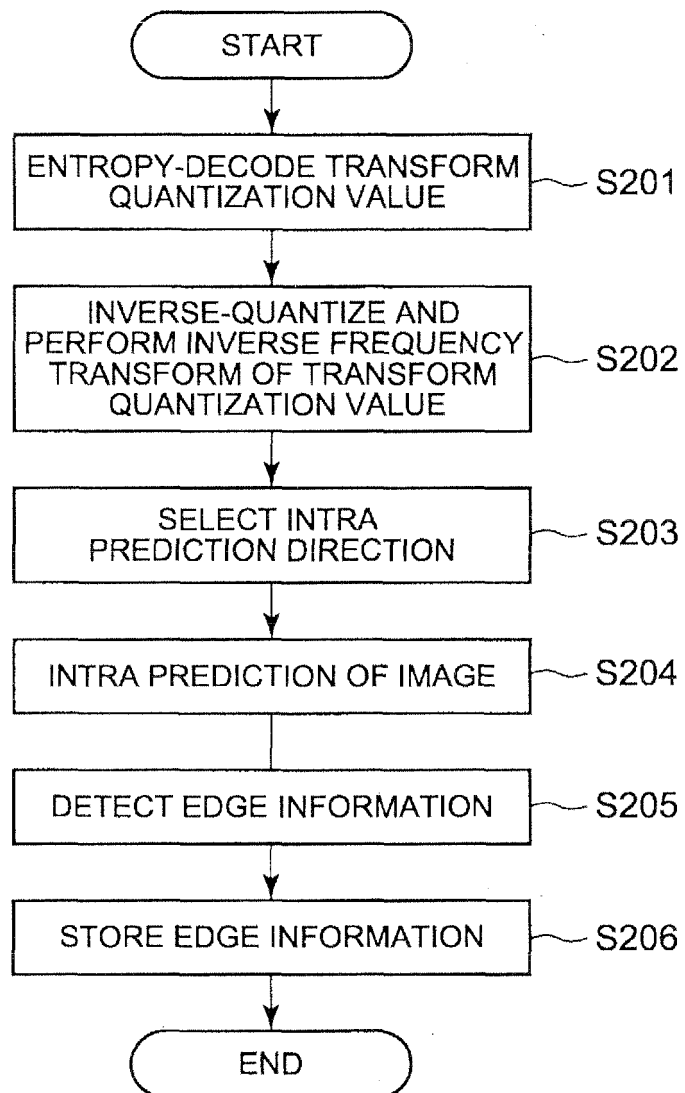 START
ENTROPY-DECODE TRANSFORM
QUANTIZATION VALUE
S201
INVERSE-QUANTIZE AND
PERFORM INVERSE FREQUENCY
TRANSFORM OF TRANSFORM
QUANTIZATION VALUE
S202
SELECT INTRA
PREDICTION DIRECTION
S203
INTRA PREDICTION OF IMAGE
S204
DETECT EDGE INFORMATION
S205
STORE EDGE INFORMATION
S206
END